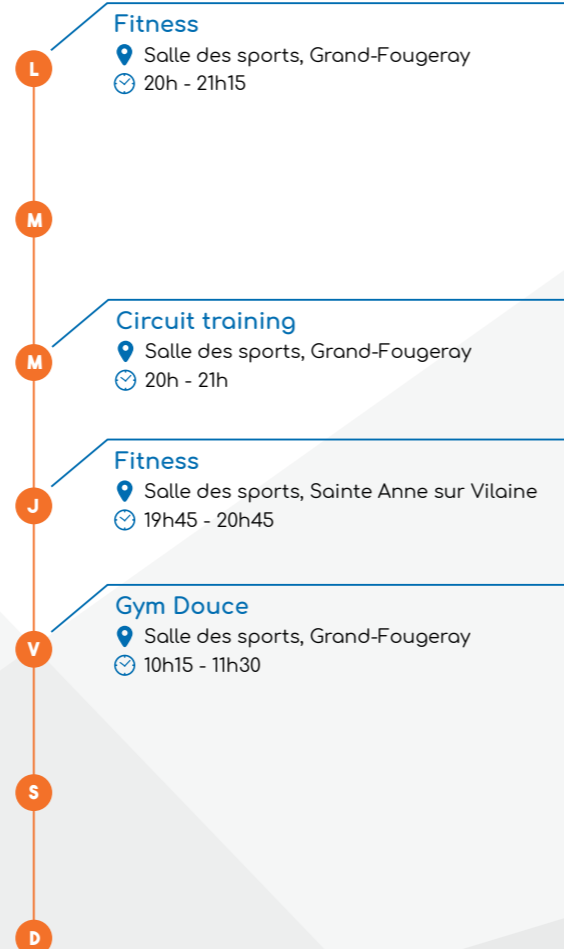 Fitness
Salle des sports, Grand-Fougeray
L
20h - 21h15
M
Circuit training
Salle des sports, Grand-Fougeray
M
20h - 21h
Fitness
Salle des sports, Sainte Anne sur Vilaine
J
19h45 - 20h45
Gym Douce
Salle des sports, Grand-Fougeray
V
10h15 - 11h30
S
D